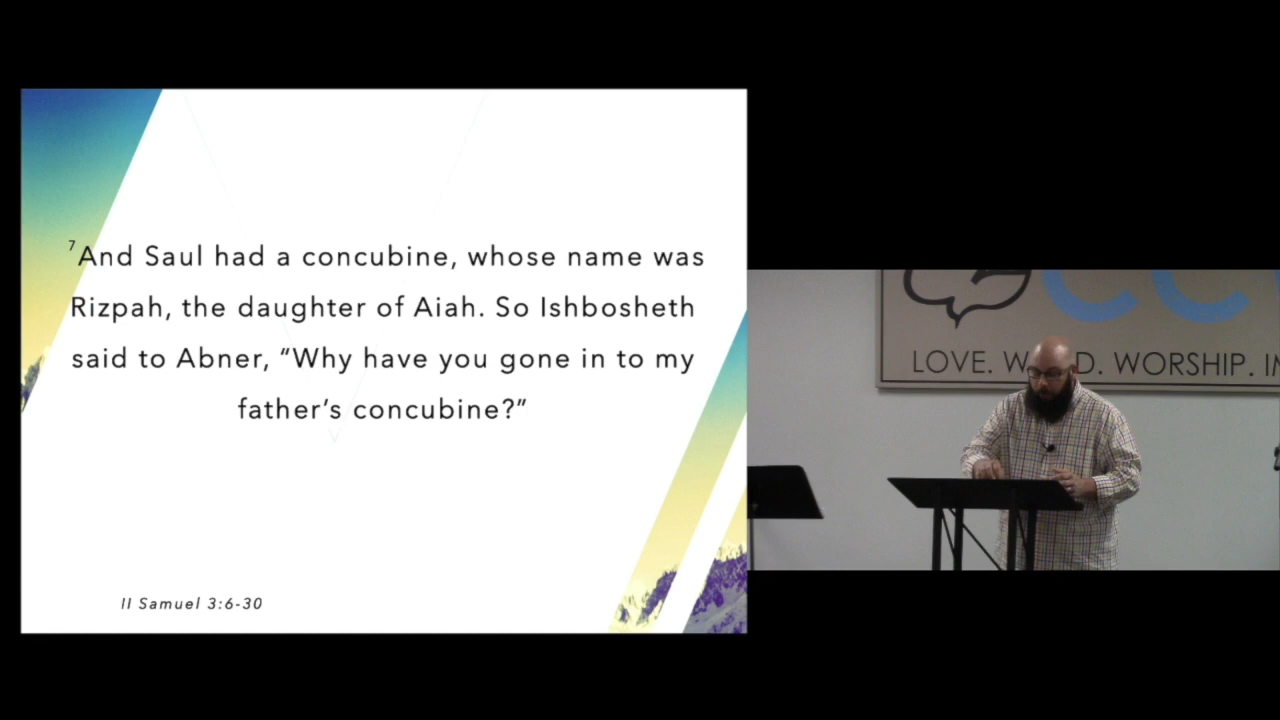 ⁷And Saul had a concubine, whose name was
Rizpah, the daughter of Aiah. So Ishbosheth
said to Abner, “Why have you gone in to my
father’s concubine?”
II Samuel 3:6-30
LOVE. WORSHIP.